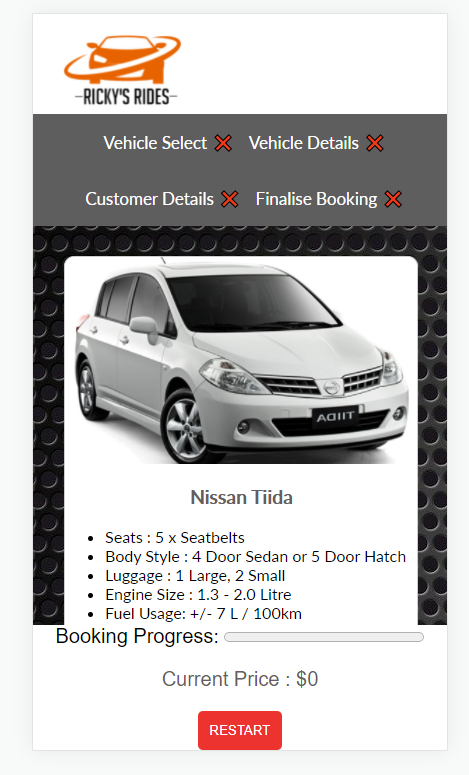 -RICKY'S RIDES-
Vehicle Select ❌ Vehicle Details ❌
Customer Details ❌ Finalise Booking ❌
AQIIT
Nissan Tiida
• Seats : 5 x Seatbelts
• Body Style : 4 Door Sedan or 5 Door Hatch
• Luggage : 1 Large, 2 Small
• Engine Size : 1.3 - 2.0 Litre
• Fuel Usage: +/- 7 L / 100km
Booking Progress:
Current Price : $0
RESTART